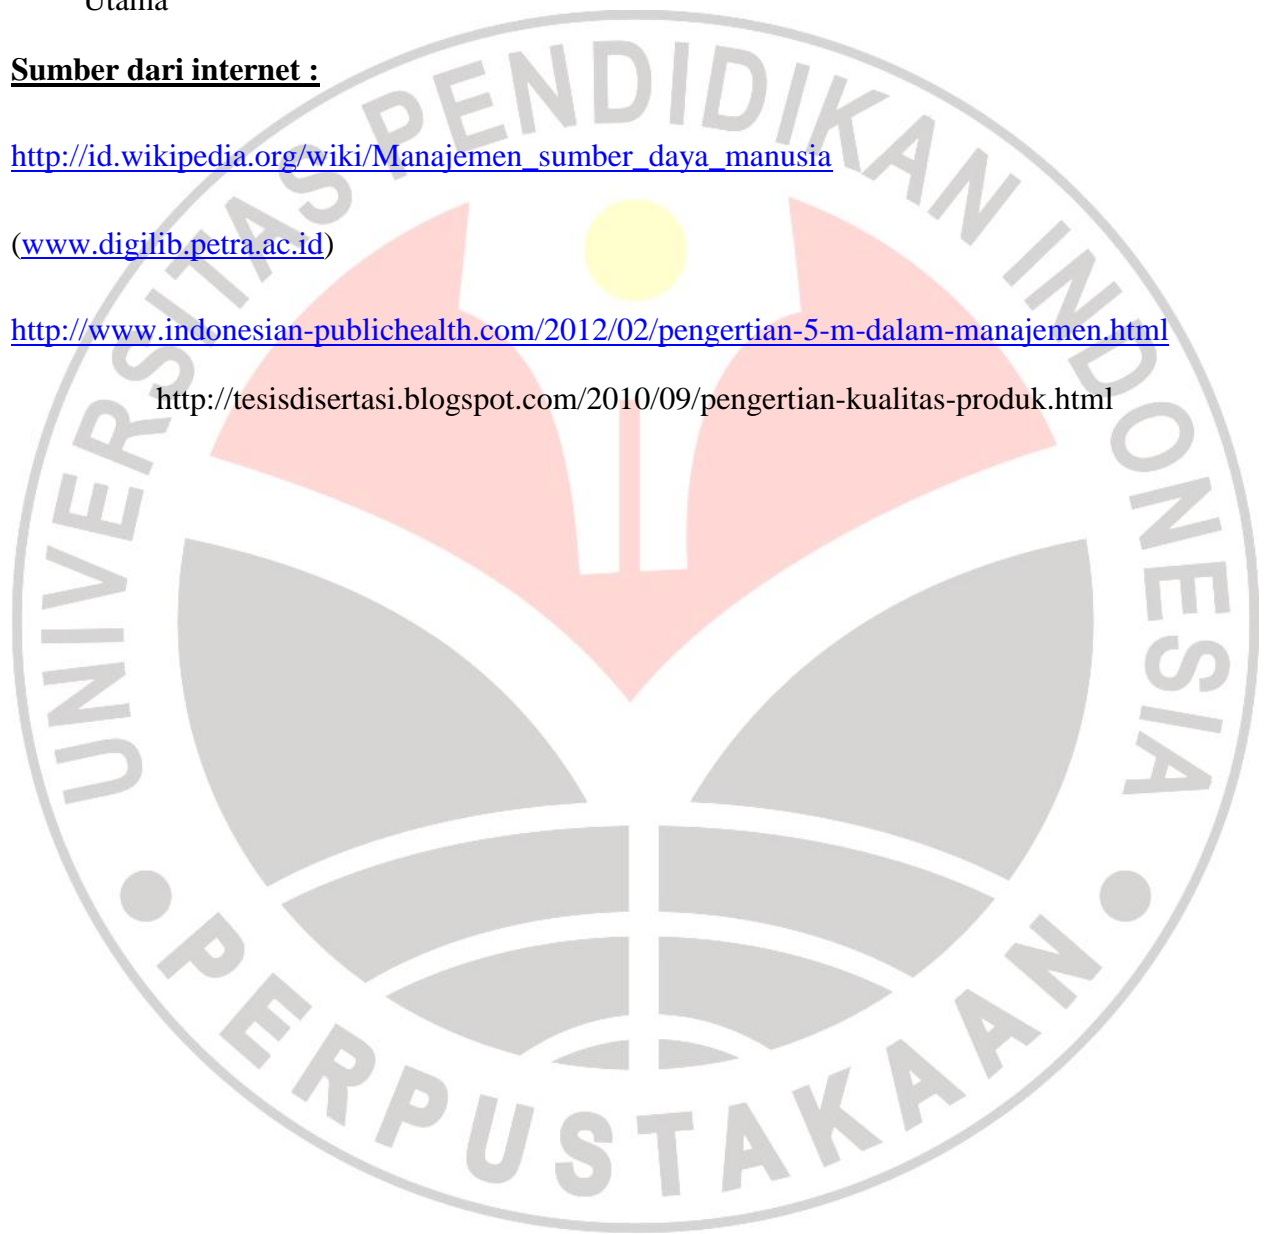 Utama
Sumber dari internet :
http://id.wikipedia.org/wiki/Manajemen_sumber_daya_manusia
(www.digilib.petra.ac.id)
http://www.indonesian-publichealth.com/2012/02/pengertian-5-m-dalam-manajemen.html
http://tesisdisertasi.blogspot.com/2010/09/pengertian-kualitas-produk.html
UNIVERSITAS PENDIDIKAN INDONESIA
PERPUSTAKAAN